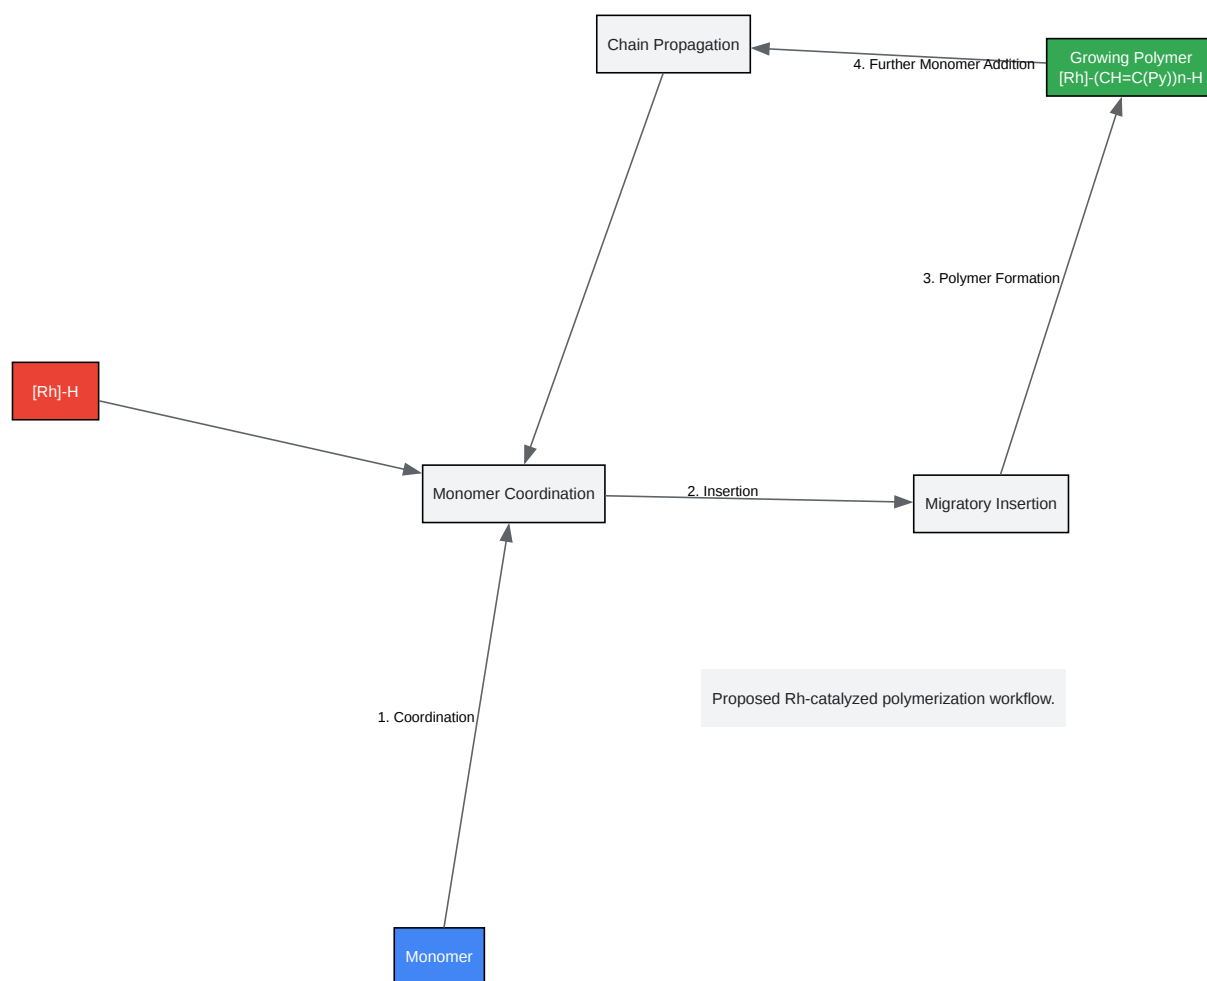 Chain Propagation
Growing Polymer
[Rh]-(CH=C(Py))n-H
4. Further Monomer Addition
3. Polymer Formation
[Rh]-H
Monomer Coordination
2. Insertion
Migratory Insertion
Proposed Rh-catalyzed polymerization workflow.
1. Coordination
Monomer